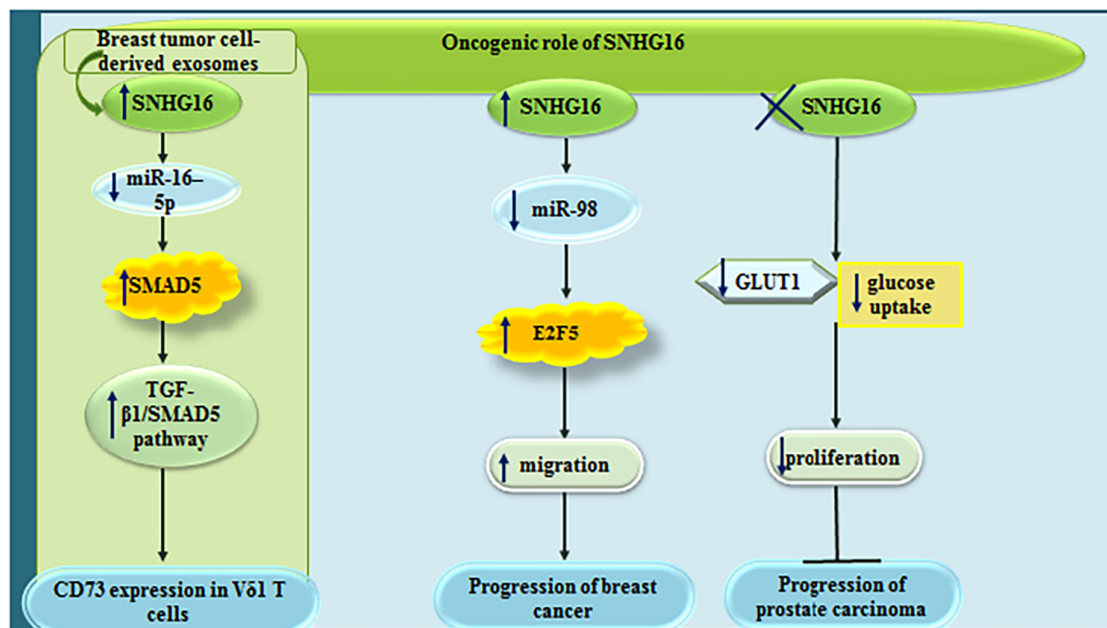 Breast tumor cell-
derived exosomes
Oncogenic role of SNHG16
SNHG16
miR-16–
5p
SMAD5
TGF-
β1/SMAD5
pathway
CD73 expression in Vδ1 T
cells
SNHG16
miR-98
E2F5
migration
Progression of breast
cancer
SNHG16
GLUT1
glucose
uptake
proliferation
Progression of
prostate carcinoma